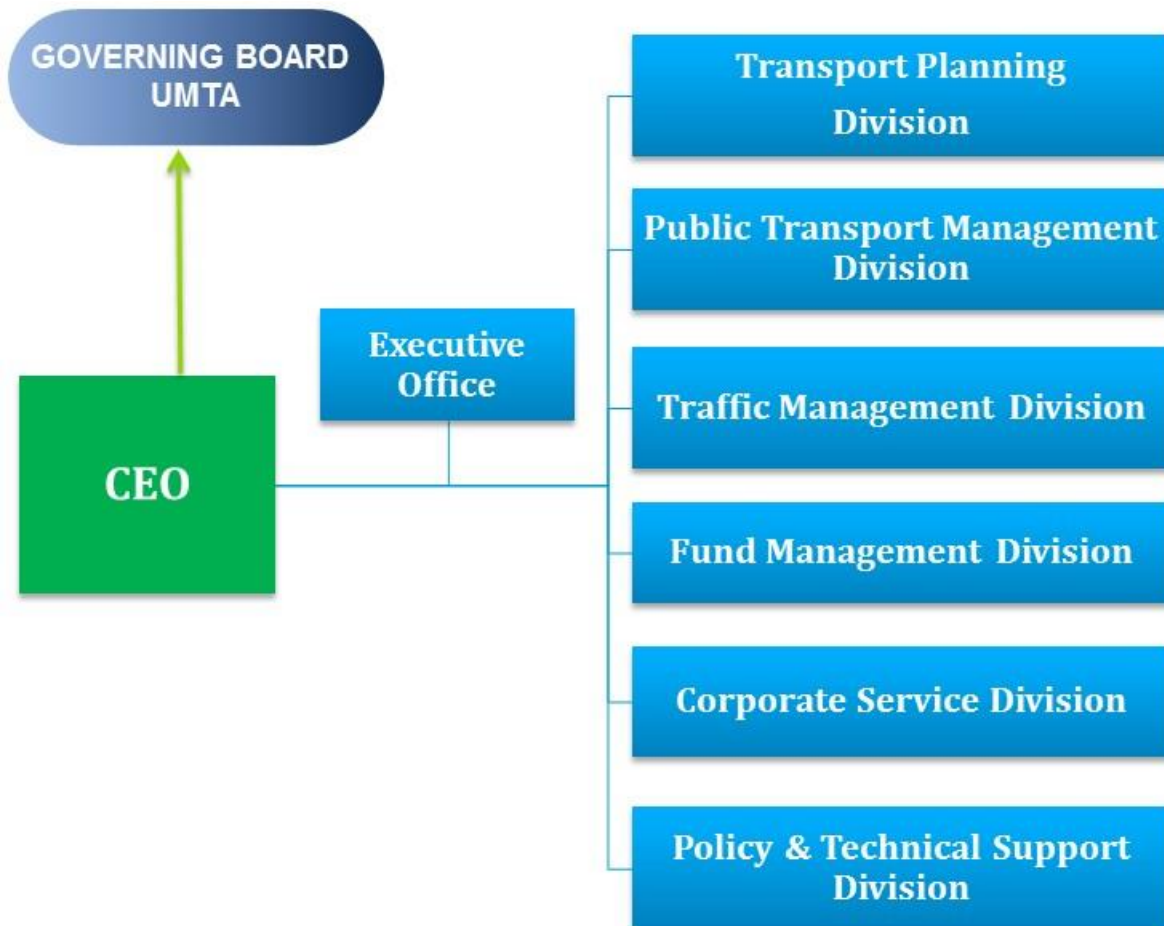 GOVERNING BOARD
UMTA
CEO
Executive
Office
Transport Planning
Division
Public Transport Management
Division
Traffic Management Division
Fund Management Division
Corporate Service Division
Policy & Technical Support
Division